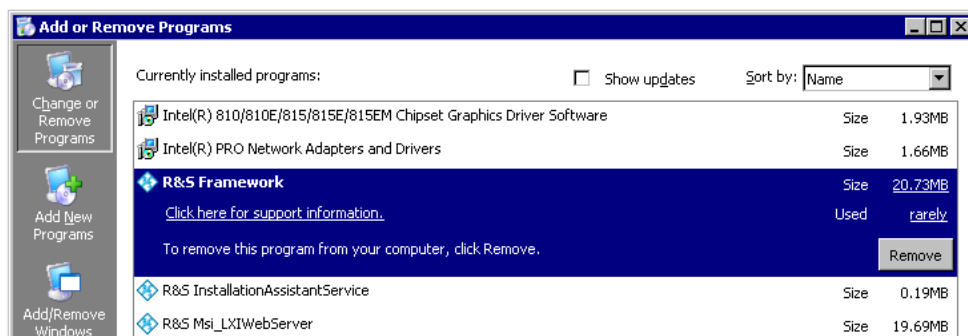 Add or Remove Programs
Change or
Remove
Programs
Add New
Programs
Add/Remove
Windows
Currently installed programs:
Show updates
Sort by: Name
Intel(R) 810/810E/815/815E/815EM Chipset Graphics Driver Software Size 1.93MB
Intel(R) PRO Network Adapters and Drivers Size 1.66MB
R&S Framework Size 20.73MB
Click here for support information. Used rarely
To remove this program from your computer, click Remove.
Remove
R&S InstallationAssistantService Size 0.19MB
R&S Msi_LXIWebServer Size 19.69MB